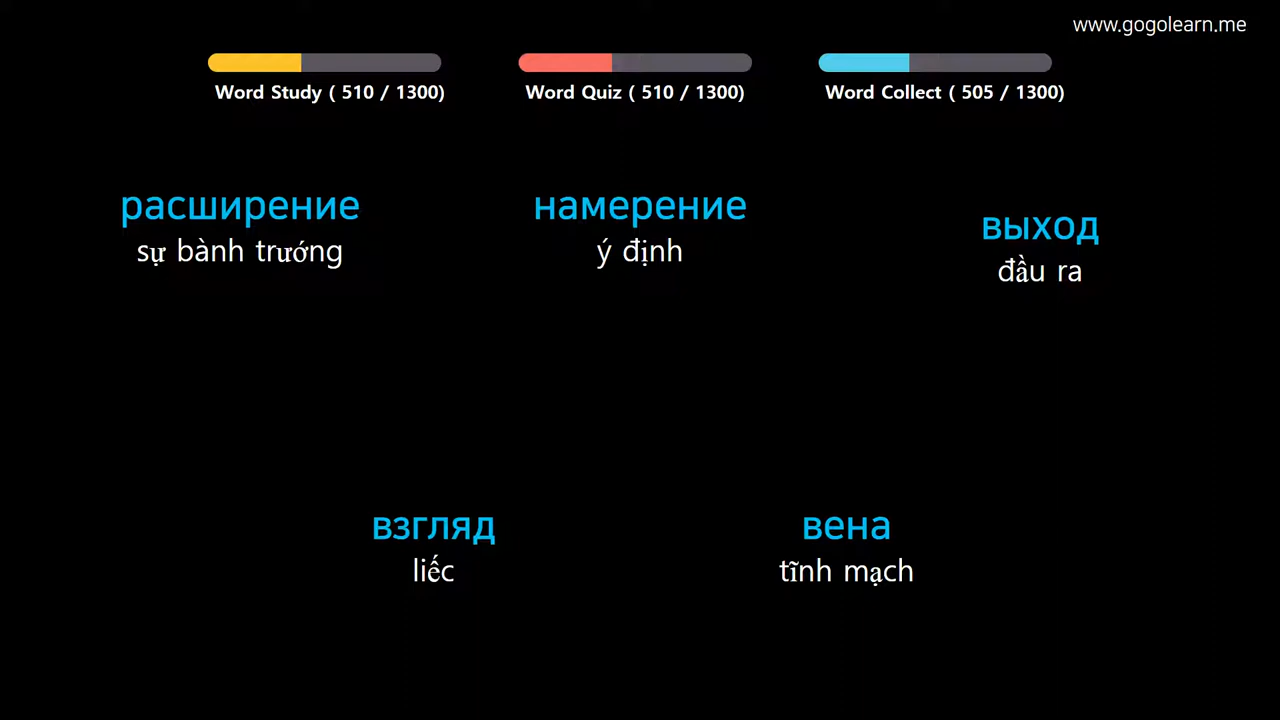 www.gogolearn.me
Word Study ( 510 / 1300)
Word Quiz ( 510 / 1300)
Word Collect ( 505 / 1300)
расширение
sự bành trướng
намерение
ý định
выход
đầu ra
взгляд
liếc
вена
tĩnh mạch